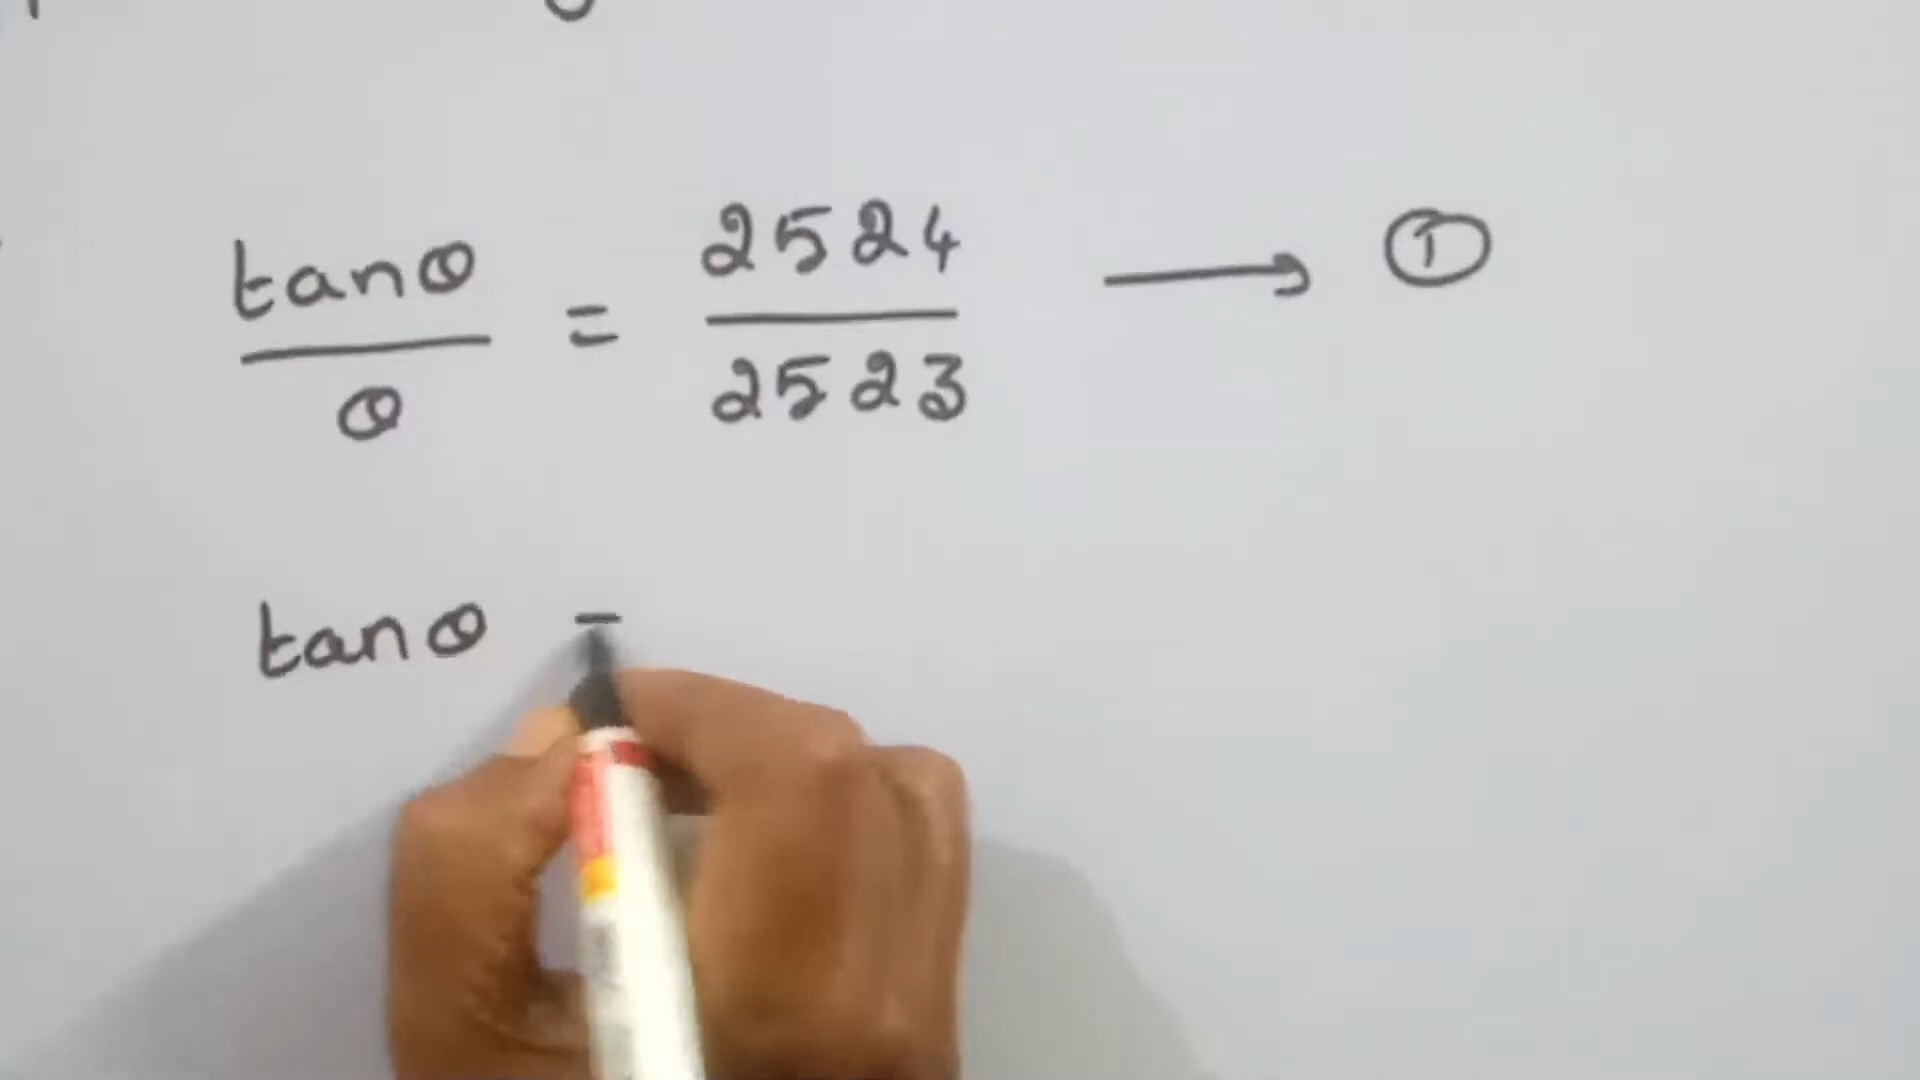 tanθ / θ = 2524 / 2523 → ①
tanθ =